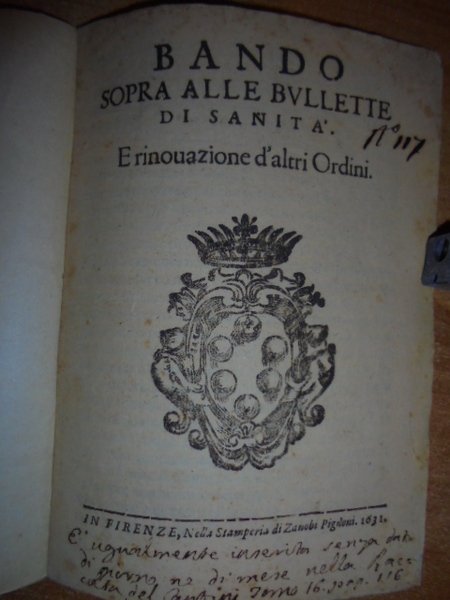 BANDO
SOPRA ALLE BVLLETTE
DI SANITA'.
N.° 117
E rinouazione d'altri Ordini.
IN FIRENZE, Nella Stamperia di Zanobi Pignoni. 1631.
E' ugualmente inserito senza data
di giorno ne di mese nella Rac-
colta del Cantini Tomo 16. pag. 116